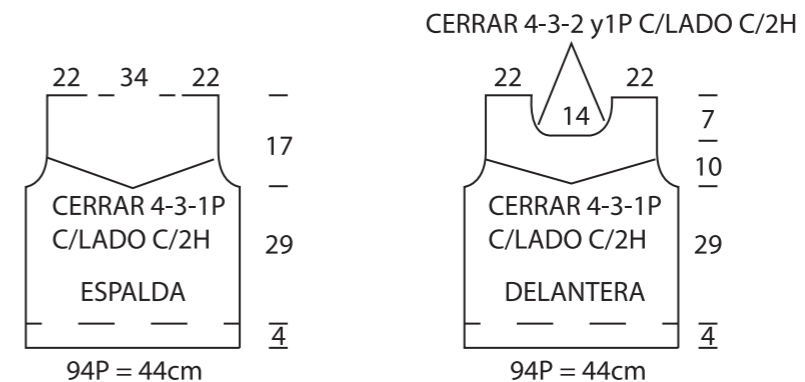 22 34 22
17
CERRAR 4-3-1P
C/LADO C/2H
29
ESPALDA
4
94P = 44cm
CERRAR 4-3-2 y1P C/LADO C/2H
22 22
14
7
10
CERRAR 4-3-1P
C/LADO C/2H
29
DELANTERA
4
94P = 44cm